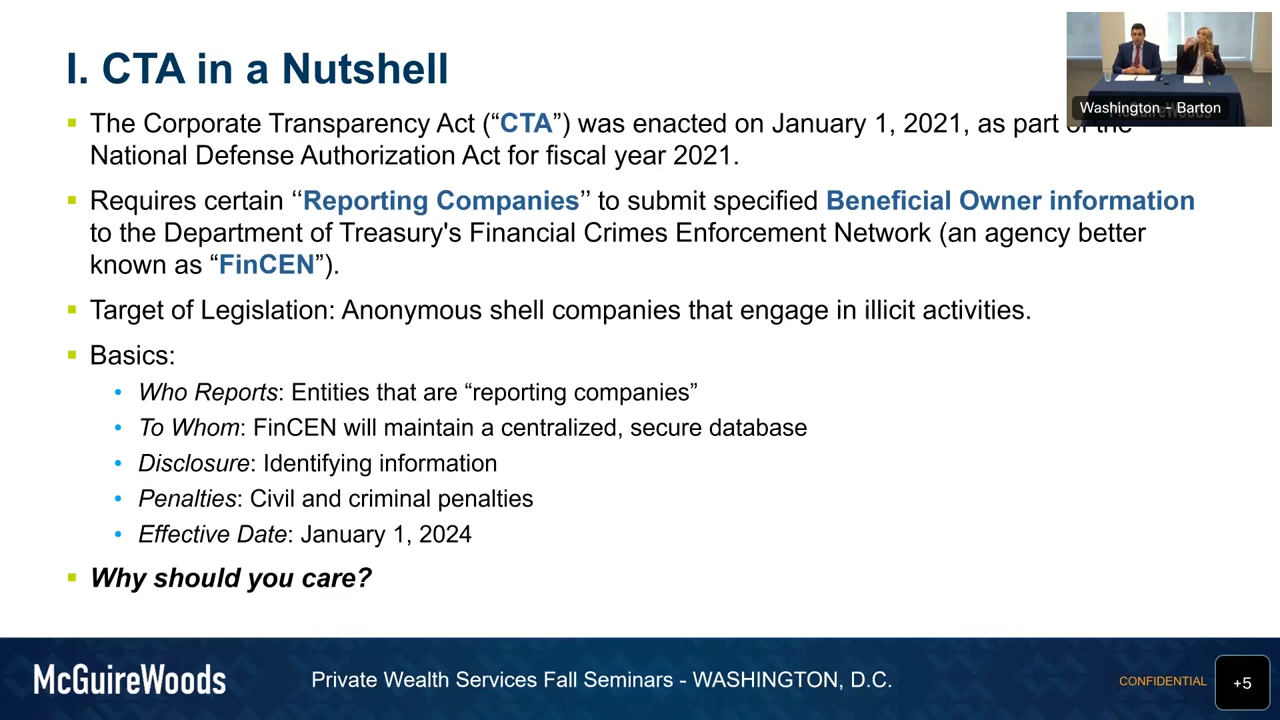 I. CTA in a Nutshell
Washington - Barton
▪ The Corporate Transparency Act (“CTA”) was enacted on January 1, 2021, as part of the
National Defense Authorization Act for fiscal year 2021.
▪ Requires certain ‘‘Reporting Companies’’ to submit specified Beneficial Owner information
to the Department of Treasury's Financial Crimes Enforcement Network (an agency better
known as “FinCEN”).
▪ Target of Legislation: Anonymous shell companies that engage in illicit activities.
▪ Basics:
• Who Reports: Entities that are “reporting companies”
• To Whom: FinCEN will maintain a centralized, secure database
• Disclosure: Identifying information
• Penalties: Civil and criminal penalties
• Effective Date: January 1, 2024
▪ Why should you care?
McGuireWoods
Private Wealth Services Fall Seminars - WASHINGTON, D.C.
CONFIDENTIAL
+5